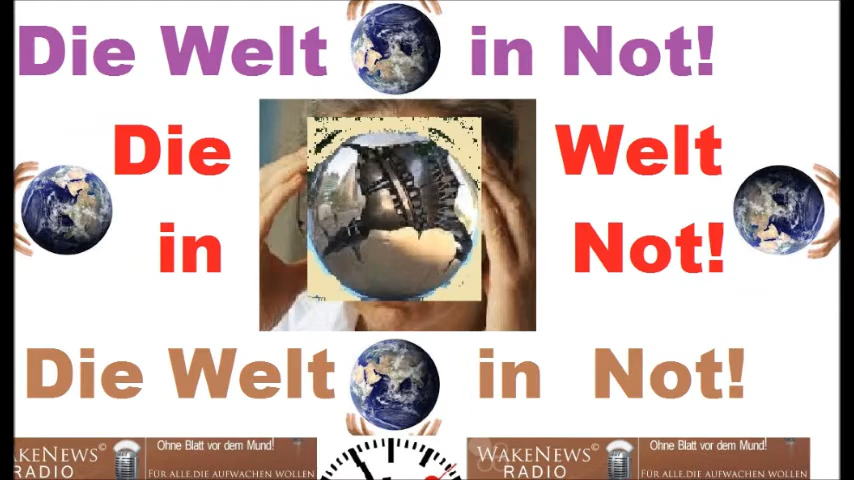 Die Welt in Not!
Die Welt
in Not!
Die Welt in Not!
WAKENEWS© Ohne Blatt vor dem Mund! WAKENEWS© Ohne Blatt vor dem Mund!
RADIO FÜR ALLE,DIE AUFWACHEN WOLLEN RADIO FÜR ALLE,DIE AUFWACHEN WOLLEN